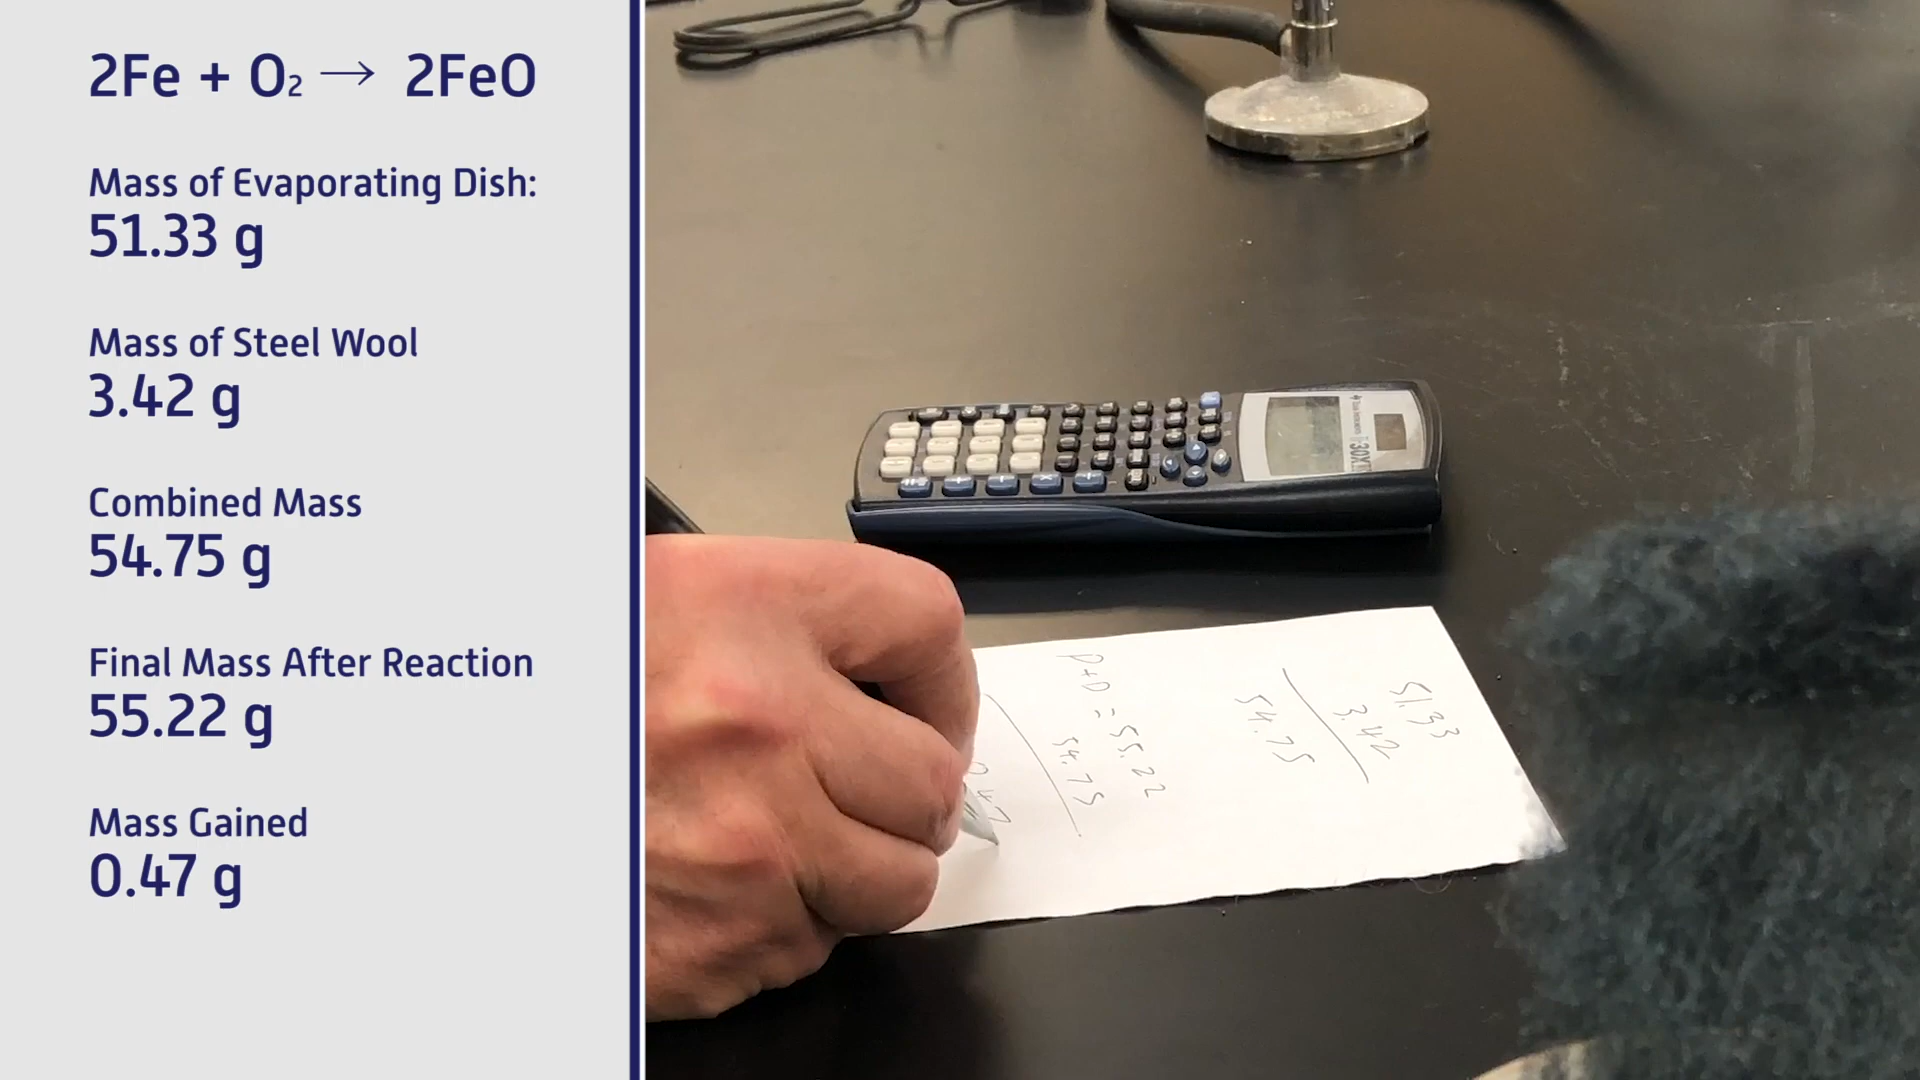 2Fe + O₂ → 2FeO
Mass of Evaporating Dish:
51.33 g
Mass of Steel Wool
3.42 g
Combined Mass
54.75 g
Final Mass After Reaction
55.22 g
Mass Gained
0.47 g
51.33
3.42
54.75
P+D = 55.22
54.75
0.47